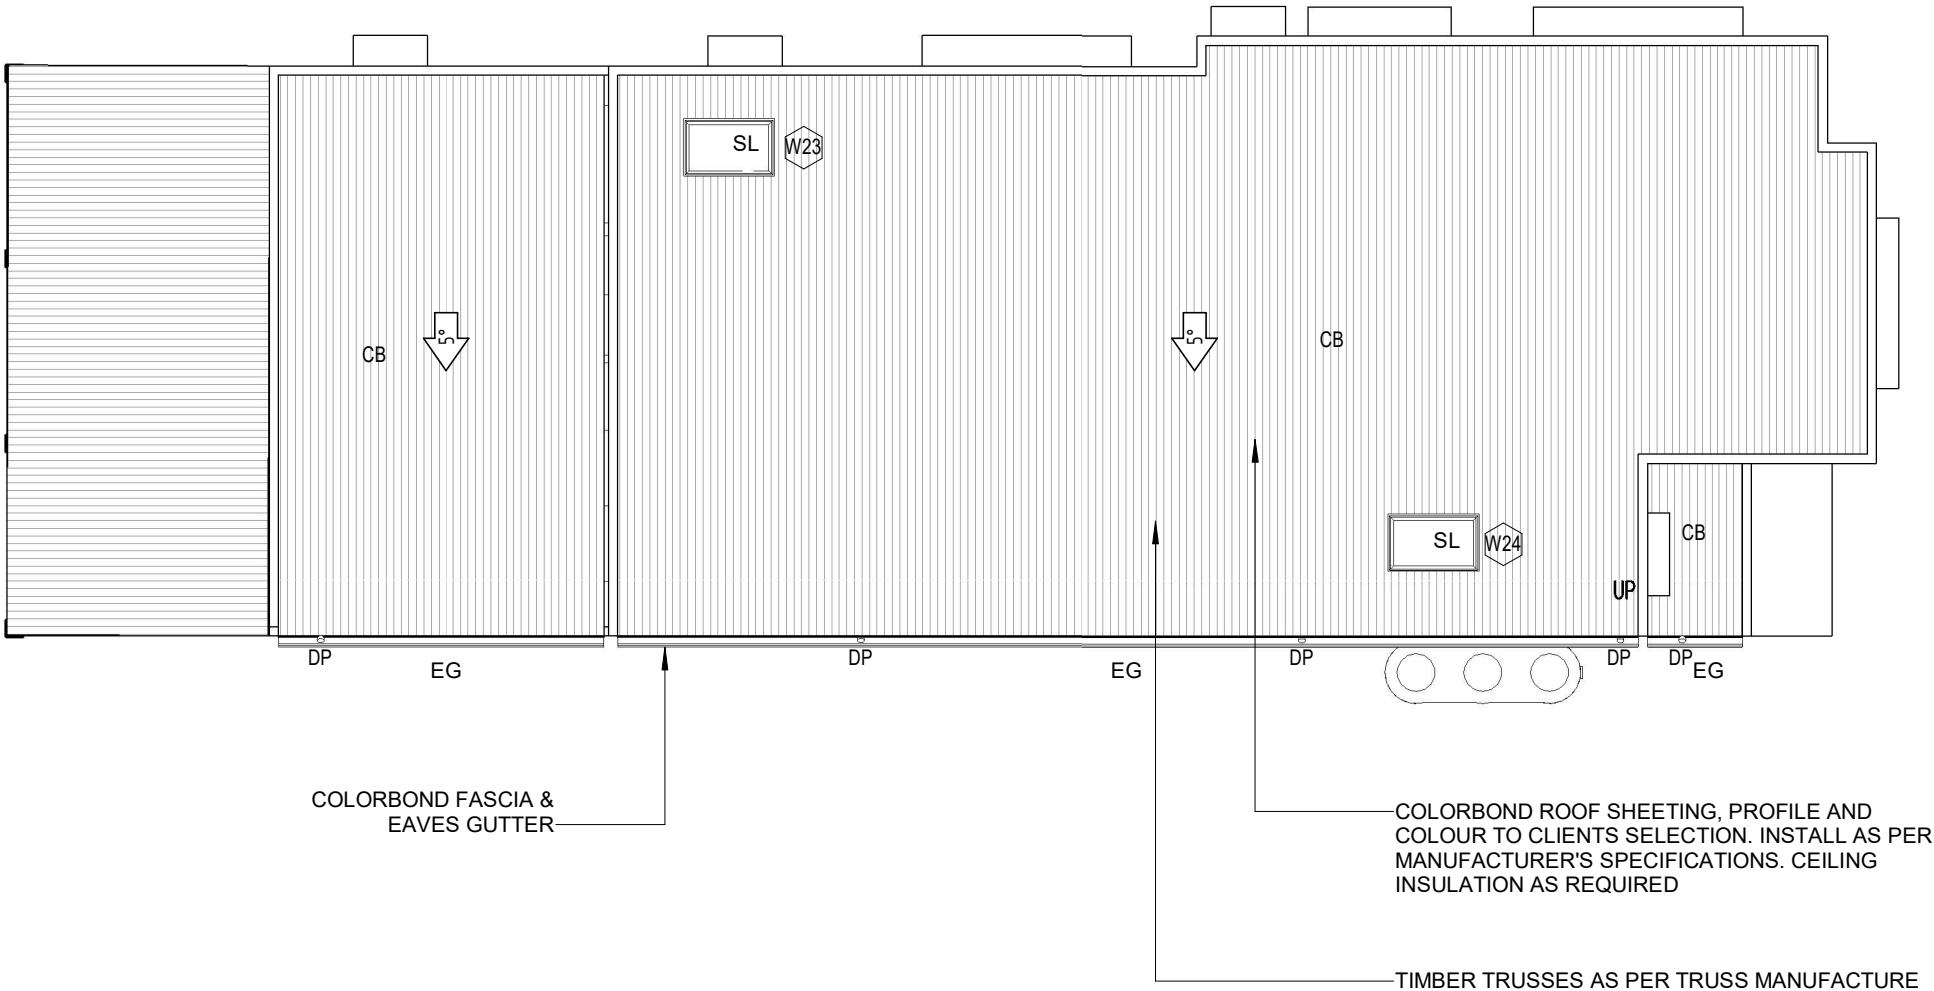 SL
W23
5°
5°
CB
CB
SL
W24
CB
UP
DP
DP
DP
DP
DP
EG
EG
EG
COLORBOND FASCIA &
EAVES GUTTER
COLORBOND ROOF SHEETING, PROFILE AND
COLOUR TO CLIENTS SELECTION. INSTALL AS PER
MANUFACTURER'S SPECIFICATIONS. CEILING
INSULATION AS REQUIRED
TIMBER TRUSSES AS PER TRUSS MANUFACTURE